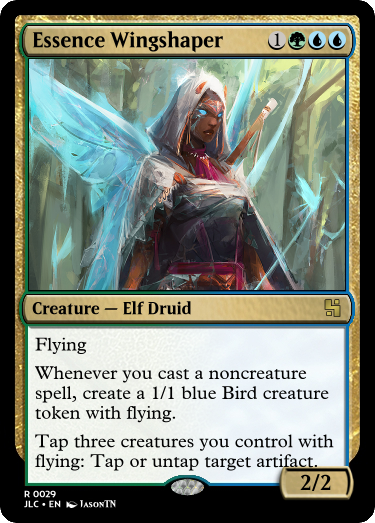 Essence Wingshaper 1
Creature — Elf Druid
Flying
Whenever you cast a noncreature
spell, create a 1/1 blue Bird creature
token with flying.
Tap three creatures you control with
flying: Tap or untap target artifact.
2/2
R 0029
JLC • EN JASONTN